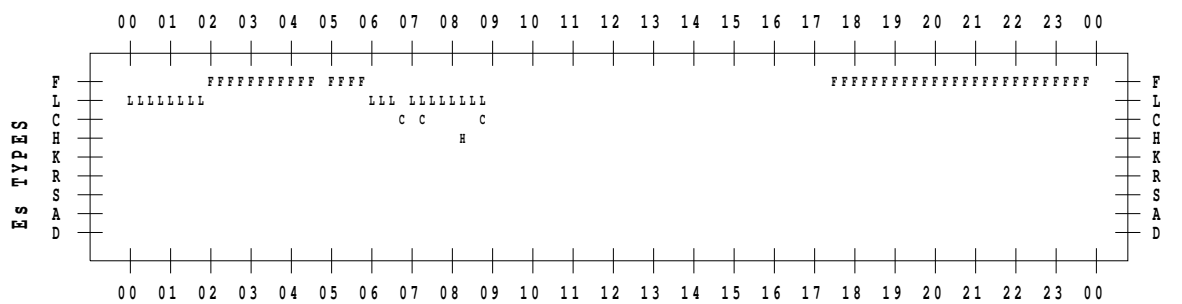 00 01 02 03 04 05 06 07 08 09 10 11 12 13 14 15 16 17 18 19 20 21 22 23 00
F FFFFFFFFFFF FFFF FFFFFFFFFFFFFFFFFFFFFFFFFF F
L LLLLLLLL LLL LLLLLLLL L
C C C C C
H H H
K K
R R
S S
A A
D D
Es TYPES
00 01 02 03 04 05 06 07 08 09 10 11 12 13 14 15 16 17 18 19 20 21 22 23 00